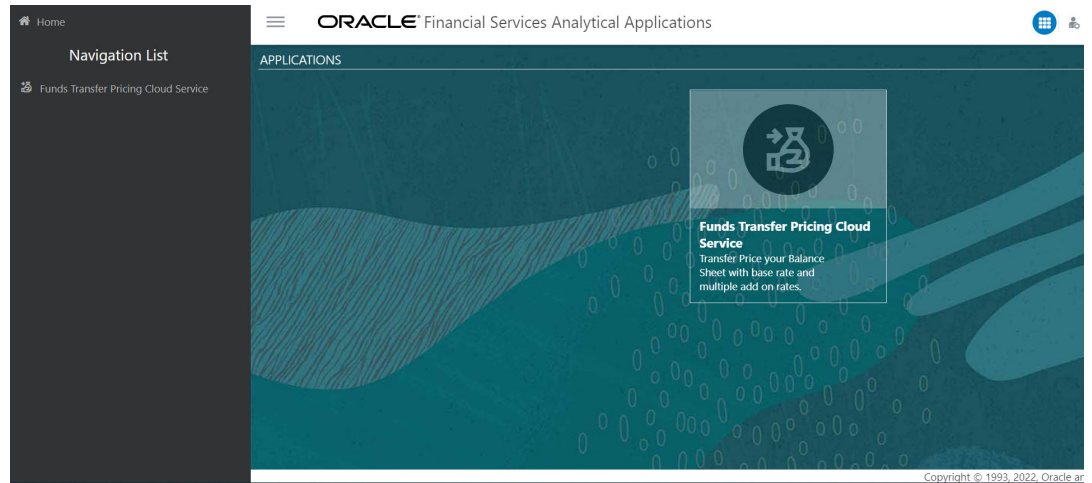 Home
ORACLE® Financial Services Analytical Applications
Navigation List
APPLICATIONS
Funds Transfer Pricing Cloud Service
Funds Transfer Pricing Cloud
Service
Transfer Price your Balance
Sheet with base rate and
multiple add on rates.
Copyright © 1993, 2022, Oracle